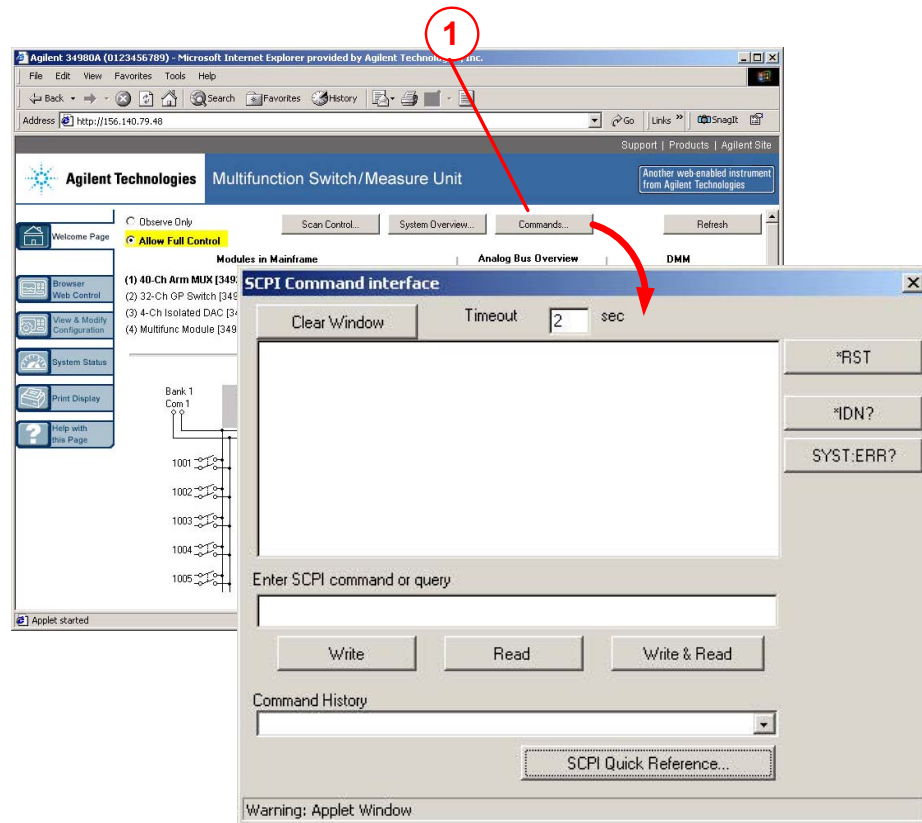 1
Agilent 34980A (0123456789) - Microsoft Internet Explorer provided by Agilent Technologies, Inc.
File Edit View Favorites Tools Help
Back Search Favorites History
Address http://156.140.79.48 Go Links » SnagIt
Support | Products | Agilent Site
Agilent Technologies Multifunction Switch/Measure Unit
Another web-enabled instrument
from Agilent Technologies
Welcome Page
Browser
Web Control
View & Modify
Configuration
System Status
Print Display
Help with
this Page
Observe Only
Allow Full Control
Scan Control... System Overview... Commands... Refresh
Modules in Mainframe Analog Bus Overview DMM
(1) 40-Ch Arm MUX [349
(2) 32-Ch GP Switch [349
(3) 4-Ch Isolated DAC [34
(4) Multifunc Module [349
Bank 1
Com 1
1001
1002
1003
1004
1005
Applet started
SCPI Command interface
Clear Window Timeout 2 sec
*RST
*IDN?
SYST:ERR?
Enter SCPI command or query
Write Read Write & Read
Command History
SCPI Quick Reference...
Warning: Applet Window